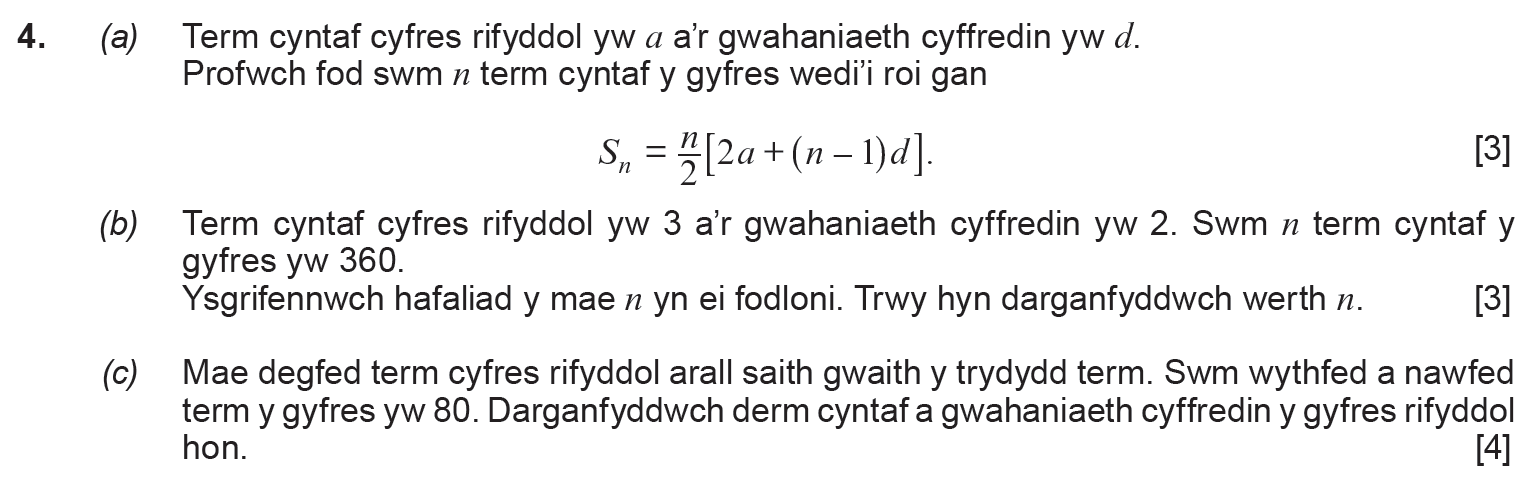 4. (a) Term cyntaf cyfres rifyddol yw a a'r gwahaniaeth cyffredin yw d.
Profwch fod swm n term cyntaf y gyfres wedi'i roi gan
Sₙ = n/2[2a + (n – 1)d]. [3]
(b) Term cyntaf cyfres rifyddol yw 3 a'r gwahaniaeth cyffredin yw 2. Swm n term cyntaf y
gyfres yw 360.
Ysgrifennwch hafaliad y mae n yn ei fodloni. Trwy hyn darganfyddwch werth n. [3]
(c) Mae degfed term cyfres rifyddol arall saith gwaith y trydydd term. Swm wythfed a nawfed
term y gyfres yw 80. Darganfyddwch derm cyntaf a gwahaniaeth cyffredin y gyfres rifyddol
hon. [4]